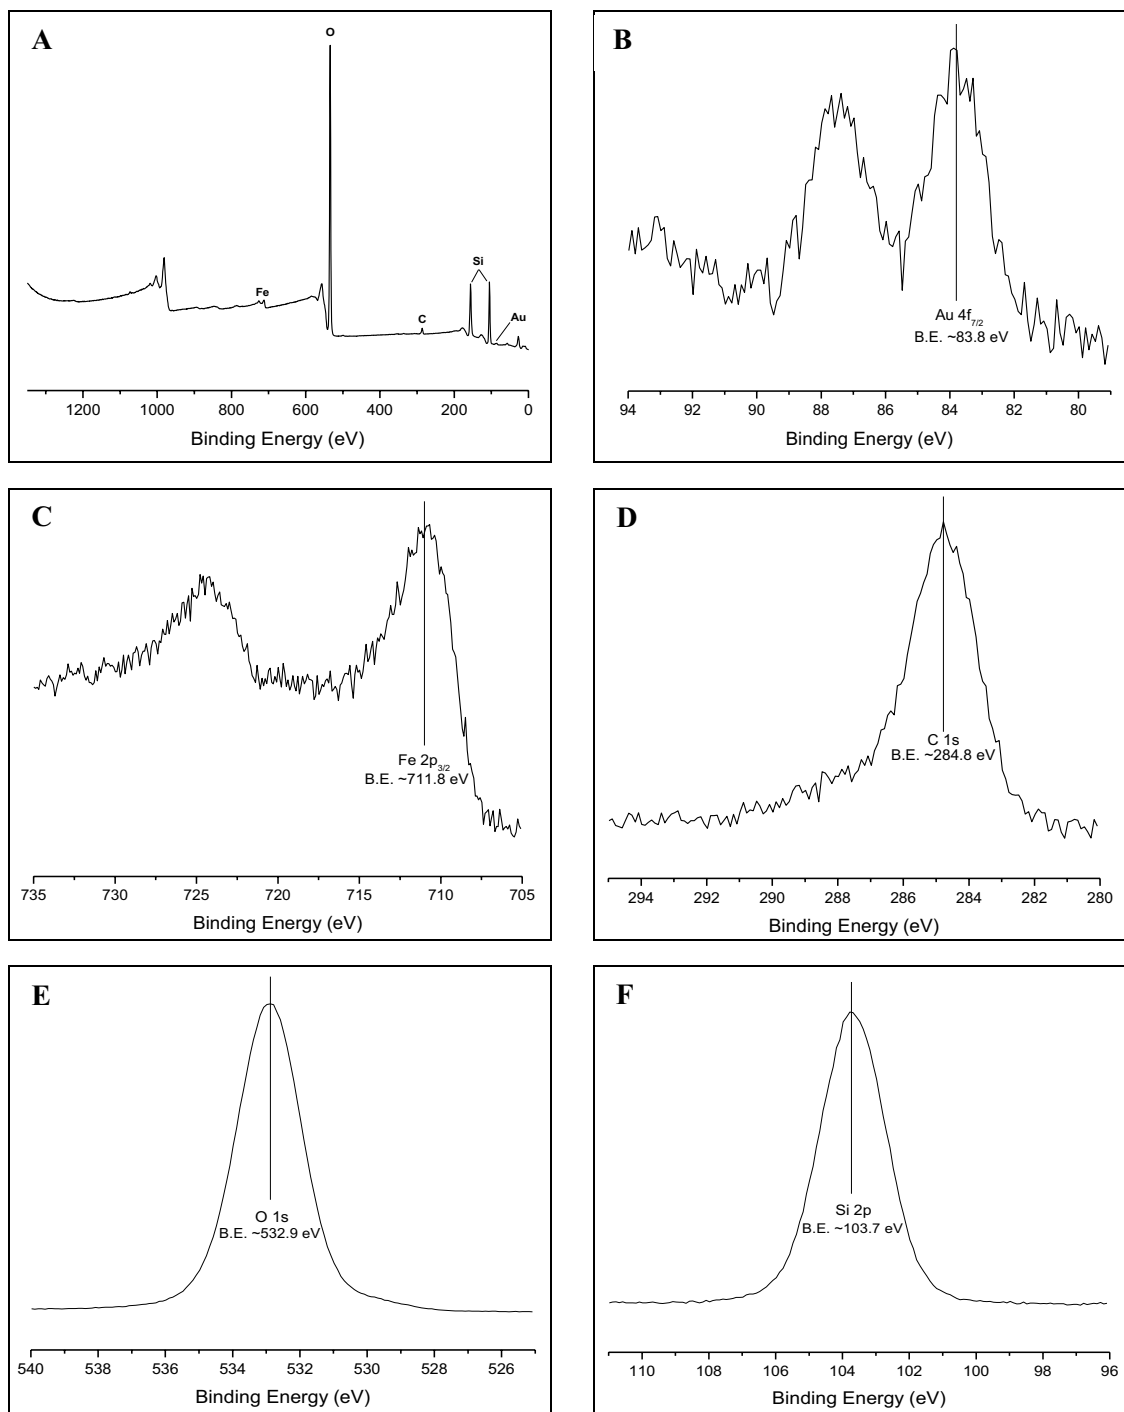 A
O
Fe
C
Si
Au
1200 1000 800 600 400 200 0
Binding Energy (eV)
B
Au 4f7/2
B.E. ~83.8 eV
94 92 90 88 86 84 82 80
Binding Energy (eV)
C
Fe 2p3/2
B.E. ~711.8 eV
735 730 725 720 715 710 705
Binding Energy (eV)
D
C 1s
B.E. ~284.8 eV
294 292 290 288 286 284 282 280
Binding Energy (eV)
E
O 1s
B.E. ~532.9 eV
540 538 536 534 532 530 528 526
Binding Energy (eV)
F
Si 2p
B.E. ~103.7 eV
110 108 106 104 102 100 98 96
Binding Energy (eV)